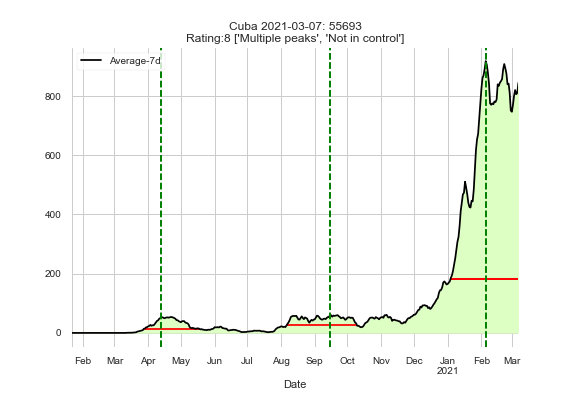 Cuba 2021-03-07: 55693
Rating:8 ['Multiple peaks', 'Not in control']
Average-7d
800
600
400
200
0
Feb Mar Apr May Jun Jul Aug Sep Oct Nov Dec Jan Feb Mar
2021
Date